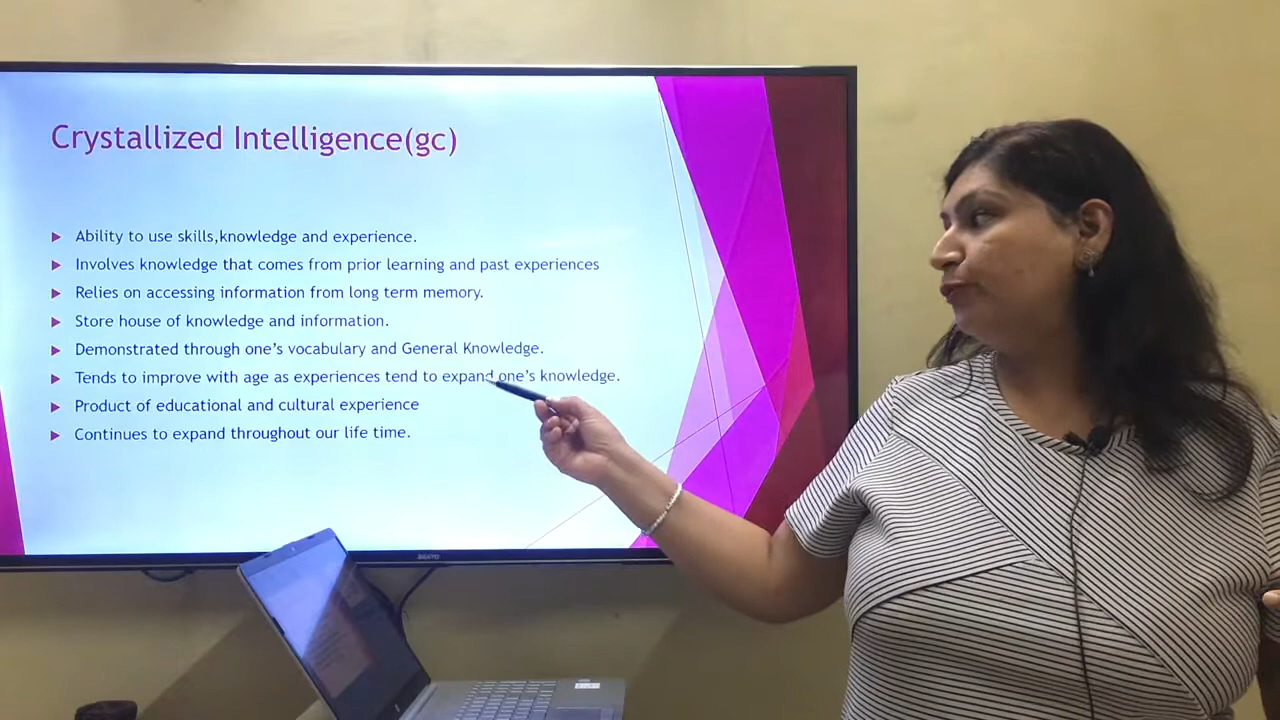 Crystallized Intelligence(gc)
Ability to use skills,knowledge and experience.
Involves knowledge that comes from prior learning and past experiences
Relies on accessing information from long term memory.
Store house of knowledge and information.
Demonstrated through one's vocabulary and General Knowledge.
Tends to improve with age as experiences tend to expand one's knowledge.
Product of educational and cultural experience
Continues to expand throughout our life time.
SANYO